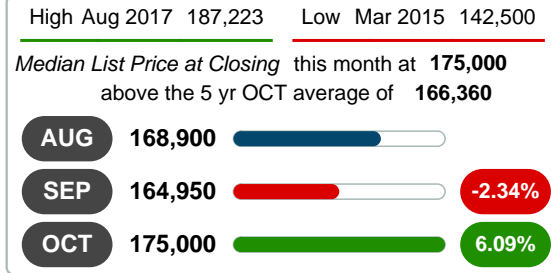 High Aug 2017 187,223 Low Mar 2015 142,500
Median List Price at Closing this month at 175,000
above the 5 yr OCT average of 166,360
AUG 168,900
SEP 164,950 -2.34%
OCT 175,000 6.09%